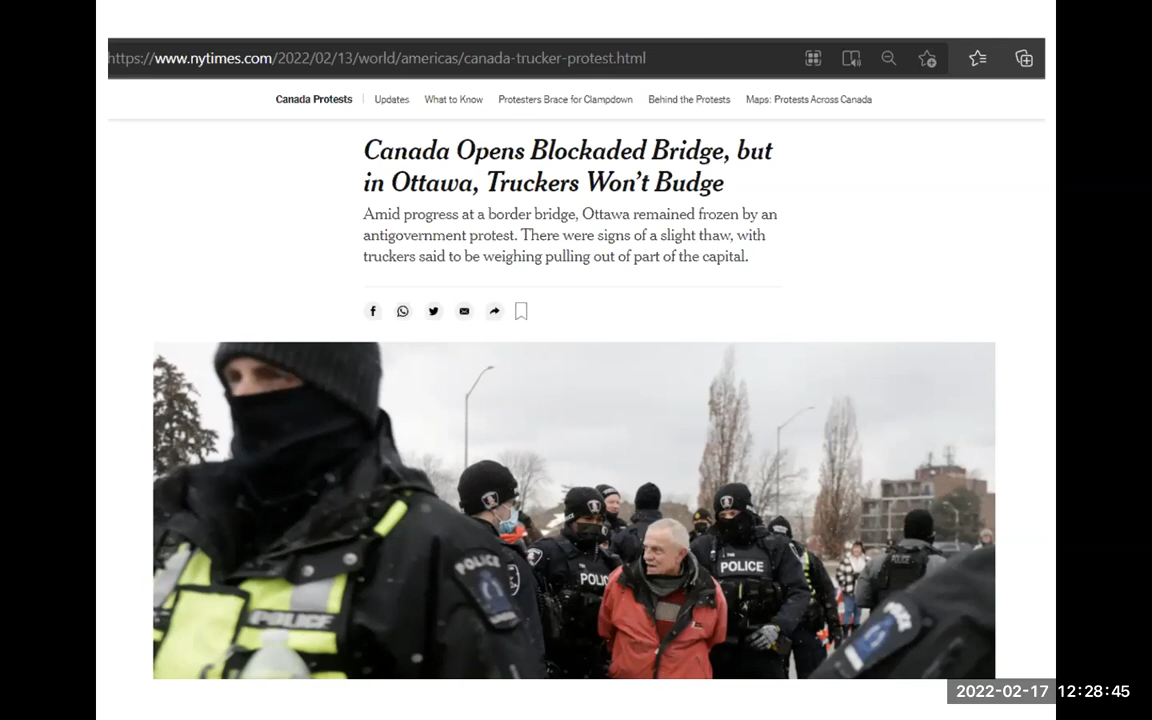 https://www.nytimes.com/2022/02/13/world/americas/canada-trucker-protest.html
Canada Protests | Updates What to Know Protesters Brace for Clampdown Behind the Protests Maps: Protests Across Canada
Canada Opens Blockaded Bridge, but
in Ottawa, Truckers Won't Budge
Amid progress at a border bridge, Ottawa remained frozen by an
antigovernment protest. There were signs of a slight thaw, with
truckers said to be weighing pulling out of part of the capital.
POLICE
POLICE
POLI
POLICE
POLICE
2022-02-17 12:28:45